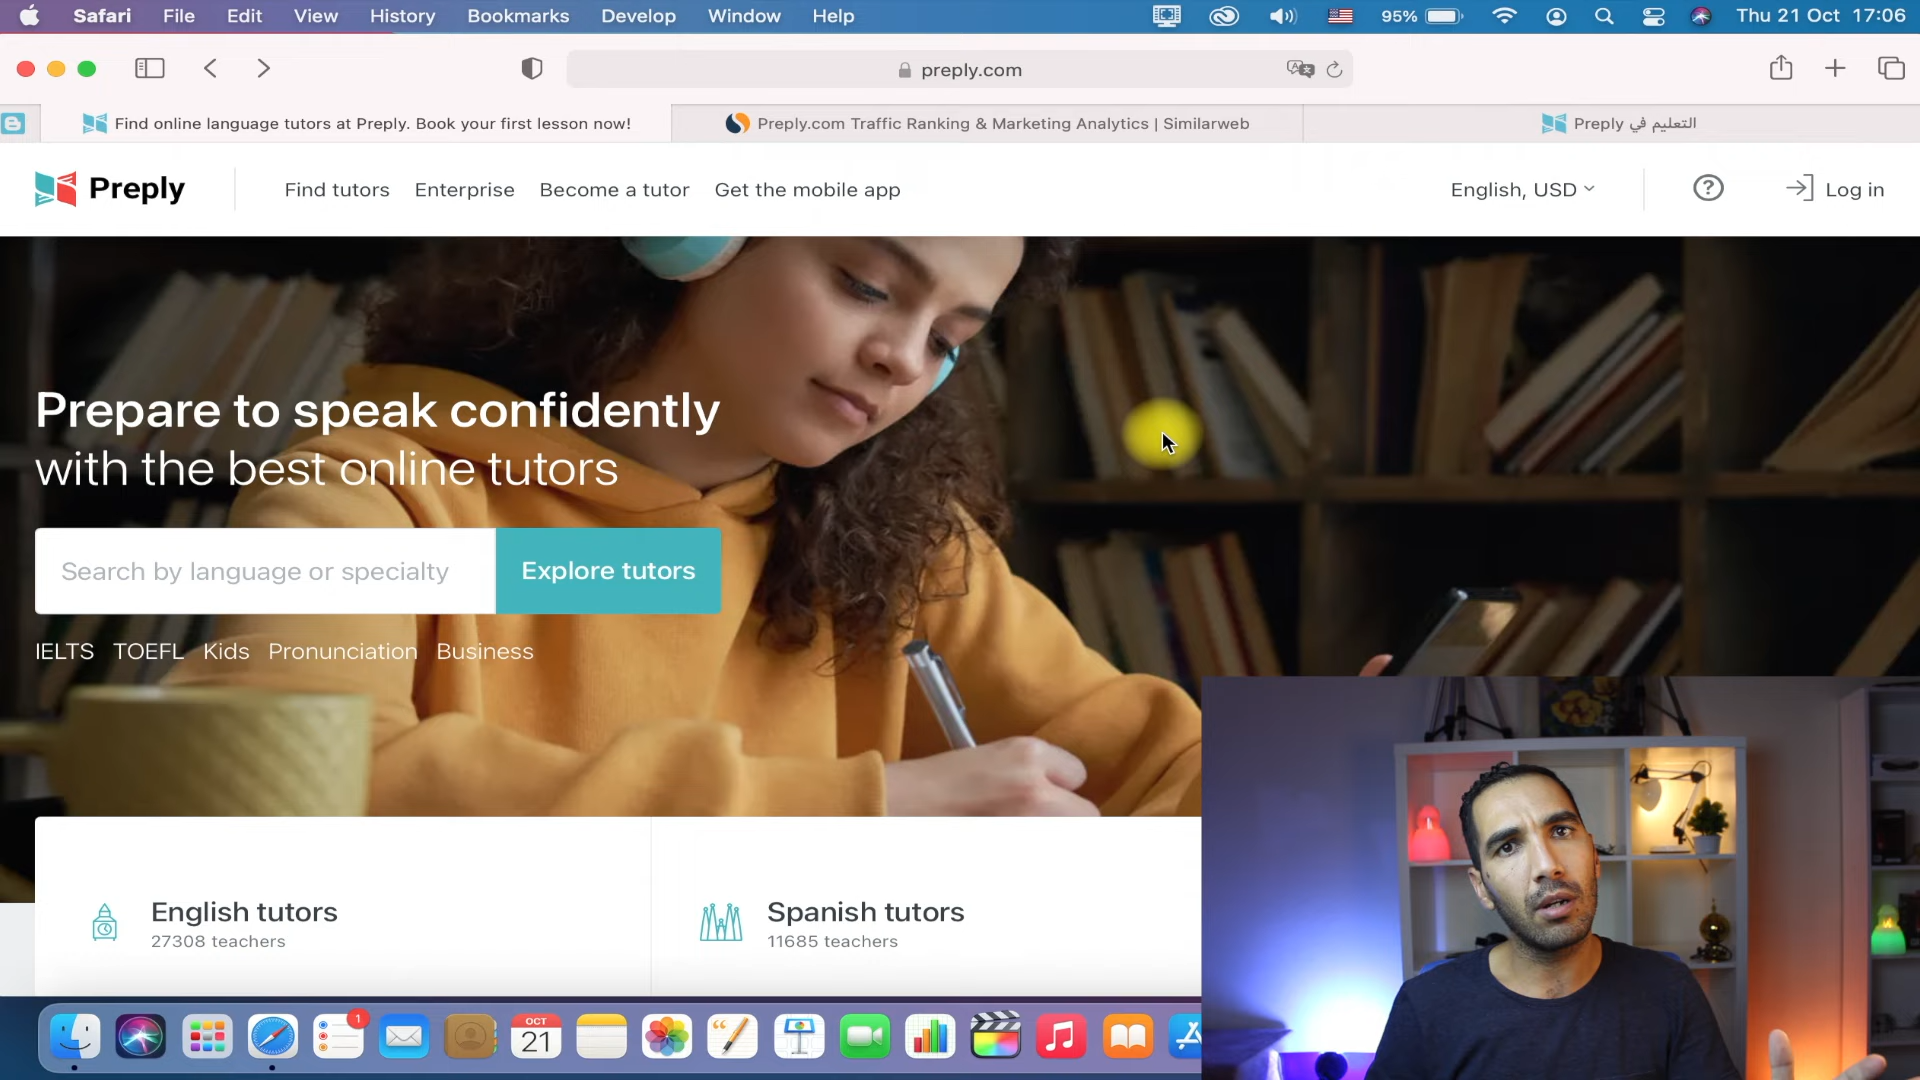 Safari File Edit View History Bookmarks Develop Window Help 95% Thu 21 Oct 17:06
preply.com
Find online language tutors at Preply. Book your first lesson now! Preply.com Traffic Ranking & Marketing Analytics | Similarweb التعليم في Preply
Preply Find tutors Enterprise Become a tutor Get the mobile app English, USD Log in
Prepare to speak confidently
with the best online tutors
Search by language or specialty Explore tutors
IELTS TOEFL Kids Pronunciation Business
English tutors
27308 teachers
Spanish tutors
11685 teachers
1
OCT
21